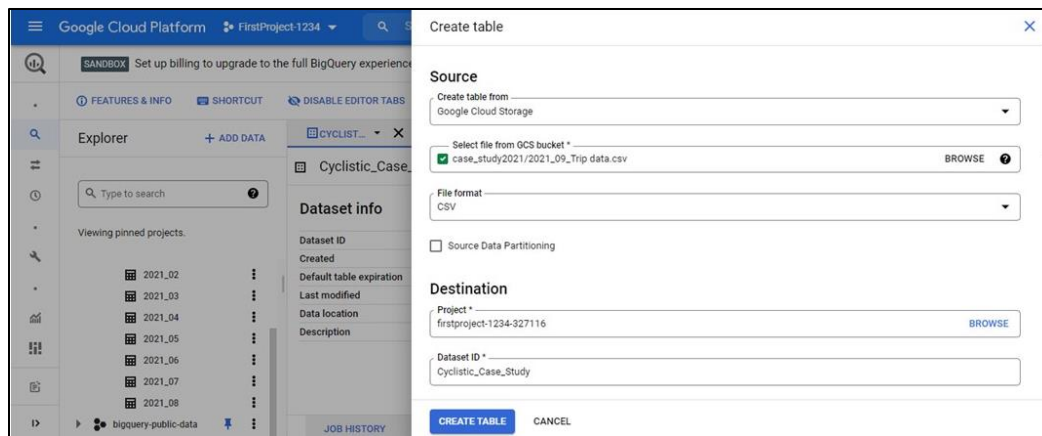 Google Cloud Platform FirstProject-1234
Create table
SANDBOX Set up billing to upgrade to the full BigQuery experience
FEATURES & INFO SHORTCUT DISABLE EDITOR TABS
Explorer + ADD DATA
Type to search
Viewing pinned projects.
2021_02
2021_03
2021_04
2021_05
2021_06
2021_07
2021_08
bigquery-public-data
CYCLIST...
Cyclistic_Case_
Dataset info
Dataset ID
Created
Default table expiration
Last modified
Data location
Description
JOB HISTORY
Source
Create table from
Google Cloud Storage
Select file from GCS bucket *
case_study2021/2021_09_Trip data.csv BROWSE
File format
CSV
Source Data Partitioning
Destination
Project *
firstproject-1234-327116 BROWSE
Dataset ID *
Cyclistic_Case_Study
CREATE TABLE CANCEL